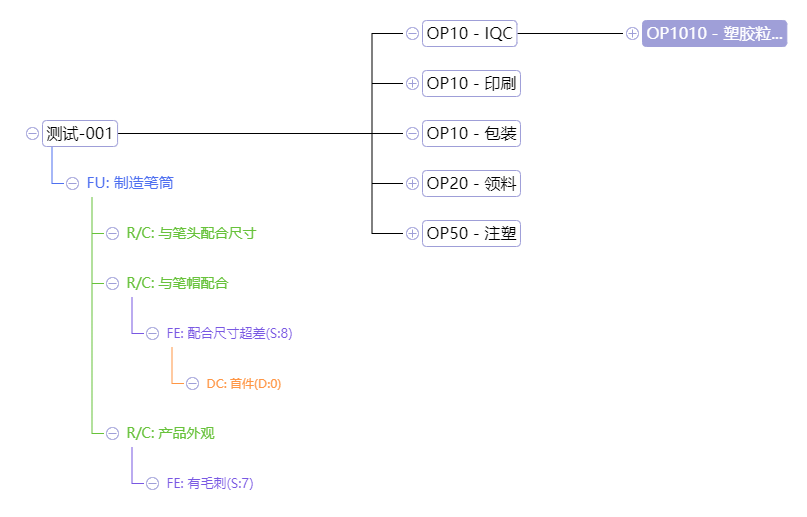 OP10 - IQC
OP1010 - 塑胶粒...
OP10 - 印刷
测试-001
OP10 - 包装
FU: 制造笔筒
OP20 - 领料
R/C: 与笔头配合尺寸
OP50 - 注塑
R/C: 与笔帽配合
FE: 配合尺寸超差(S:8)
DC: 首件(D:0)
R/C: 产品外观
FE: 有毛刺(S:7)